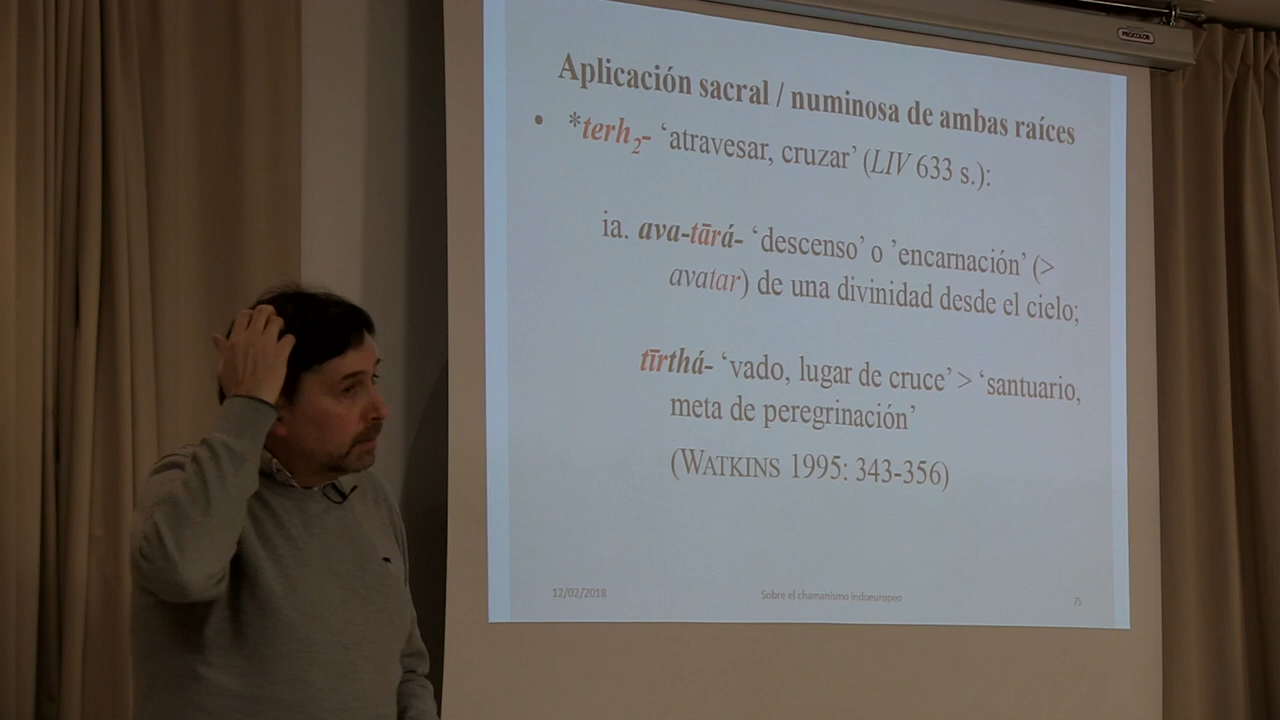 PROCOLOR
Aplicación sacral / numinosa de ambas raíces
• *terh₂- ‘atravesar, cruzar’ (LIV 633 s.):
ia. ava-tārá- ‘descenso’ o ’encarnación’ (>
avatar) de una divinidad desde el cielo;
tīrthá- ‘vado, lugar de cruce’ > ‘santuario,
meta de peregrinación’
(WATKINS 1995: 343-356)
12/02/2018 Sobre el chamanismo indoeuropeo 75